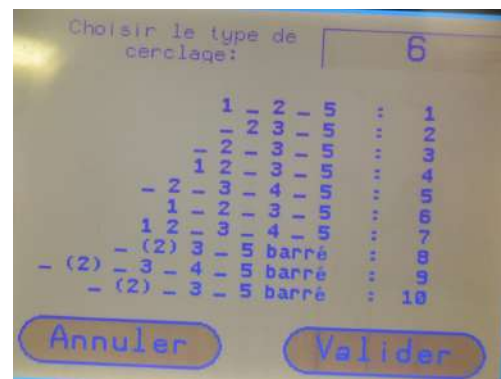 Choisir le type de
cerclage:
6
1 _ 2 _ 5 : 1
_ 2 3 _ 5 : 2
_ 2 _ 3 _ 5 : 3
1 2 _ 3 _ 5 : 4
_ 2 _ 3 _ 4 _ 5 : 5
1 _ 2 _ 3 _ 5 : 6
1 2 _ 3 _ 4 _ 5 : 7
_ (2) 3 _ 5 barré : 8
_ (2) _ 3 _ 4 _ 5 barré : 9
_ (2) _ 3 _ 5 barré : 10
Annuler
Valider